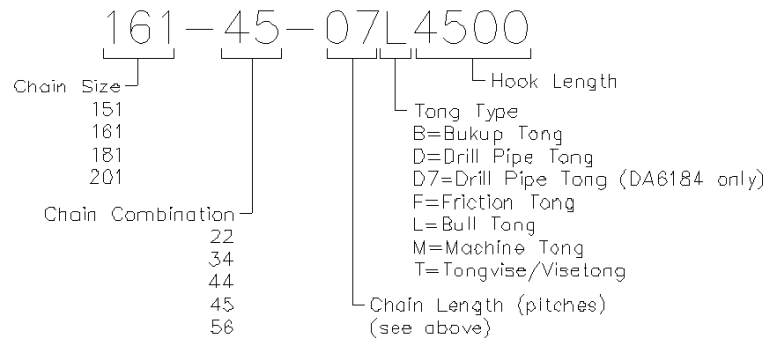 161-45-07L4500
Hook Length
Chain Size
151
161
181
201
Tong Type
B=Bukup Tong
D=Drill Pipe Tong
D7=Drill Pipe Tong (DA6184 only)
F=Friction Tong
L=Bull Tong
M=Machine Tong
T=Tongvise/Visetong
Chain Combination
22
34
44
45
56
Chain Length (pitches)
(see above)